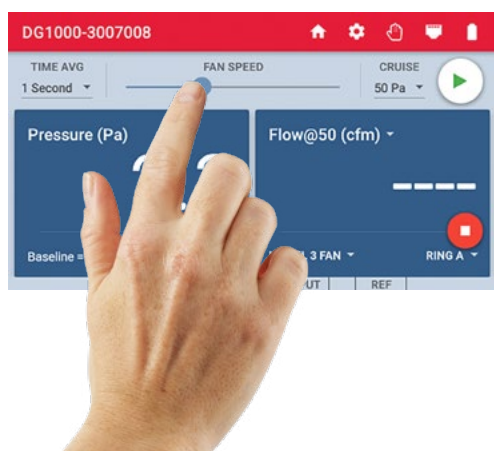 DG1000-3007008
TIME AVG
FAN SPEED
CRUISE
1 Second
50 Pa
Pressure (Pa)
Flow@50 (cfm)
----
Baseline =
3 FAN
RING A
REF